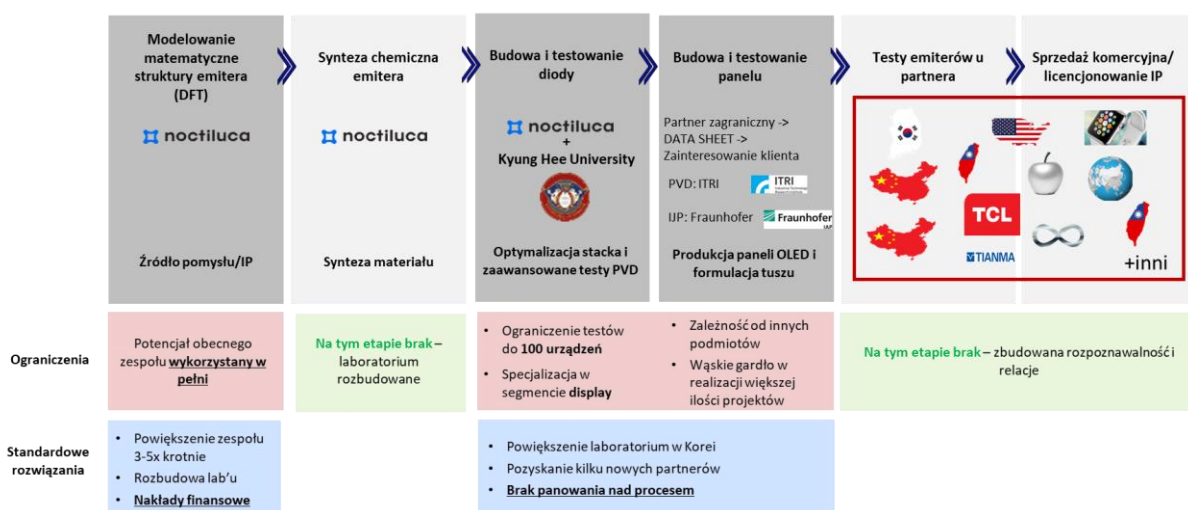 Modelowanie
matematyczne
struktury emitera
(DFT)
noctiluca
Źródło pomysłu/IP
Synteza chemiczna
emitera
noctiluca
Synteza materiału
Budowa i testowanie
diody
noctiluca
+
Kyung Hee University
Optymalizacja stacka i
zaawansowane testy PVD
Budowa i testowanie
panelu
Partner zagraniczny ->
DATA SHEET ->
Zainteresowanie klienta
PVD: ITRI
ITRI
IJP: Fraunhofer
Fraunhofer
IAP
Produkcja paneli OLED i
formulacja tuszu
Testy emiterów u
partnera
Sprzedaż komercyjna/
licencjonowanie IP
TCL
TIANMA
+inni
Ograniczenia
Potencjał obecnego
zespołu wykorzystany w
pełni
Na tym etapie brak –
laboratorium
rozbudowane
• Ograniczenie testów
do 100 urządzeń
• Specjalizacja w
segmencie display
• Zależność od innych
podmiotów
• Wąskie gardło w
realizacji większej
ilości projektów
Na tym etapie brak – zbudowana rozpoznawalność i
relacje
Standardowe
rozwiązania
• Powiększenie zespołu
3-5x krotnie
• Rozbudowa lab'u
• Nakłady finansowe
• Powiększenie laboratorium w Korei
• Pozyskanie kilku nowych partnerów
• Brak panowania nad procesem